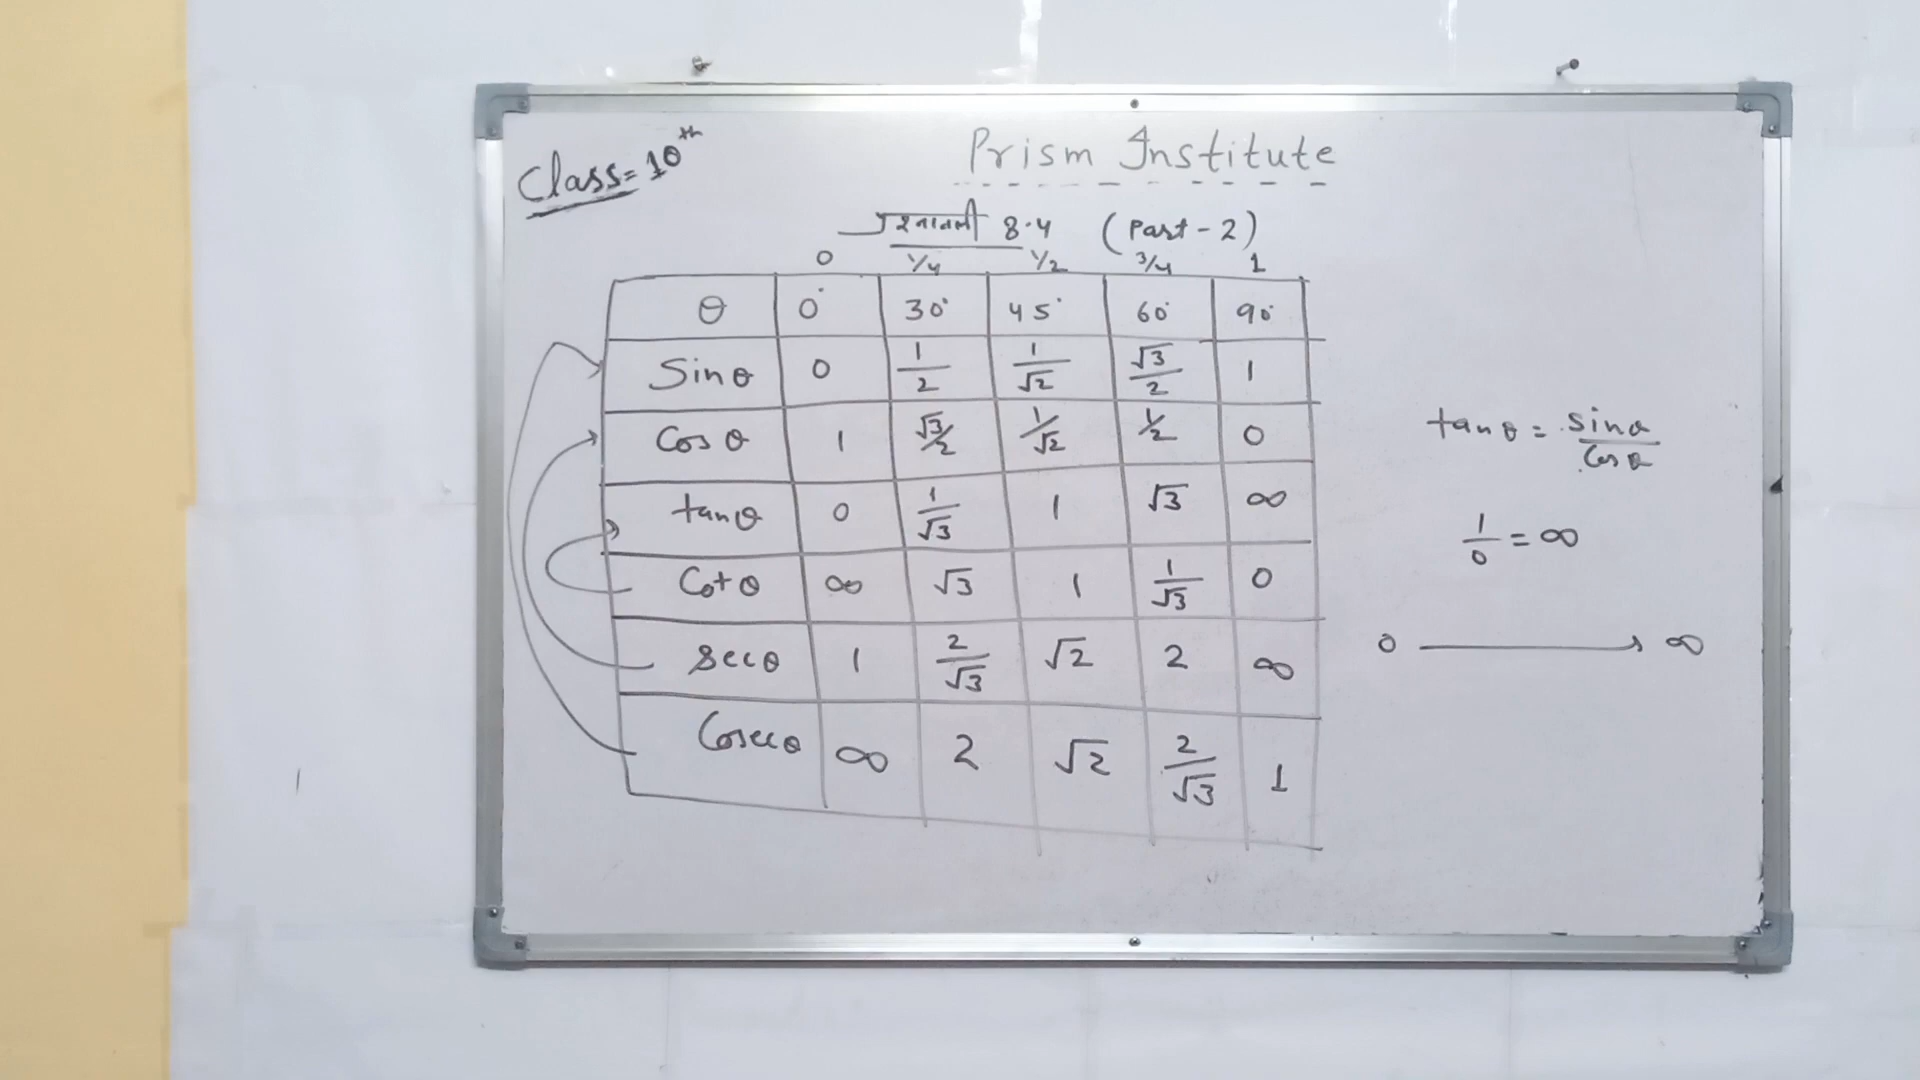 Class = 10th
Prism Institute
प्रश्नावली 8.4 (Part - 2)
0 1/4 1/2 3/4 1
θ 0° 30° 45° 60° 90°
Sinθ 0 1/2 1/√2 √3/2 1
Cosθ 1 √3/2 1/√2 1/2 0
tanθ 0 1/√3 1 √3 ∞
Cotθ ∞ √3 1 1/√3 0
Secθ 1 2/√3 √2 2 ∞
Cosecθ ∞ 2 √2 2/√3 1
tanθ = sinθ/Cosθ
1/0 = ∞
0 → ∞